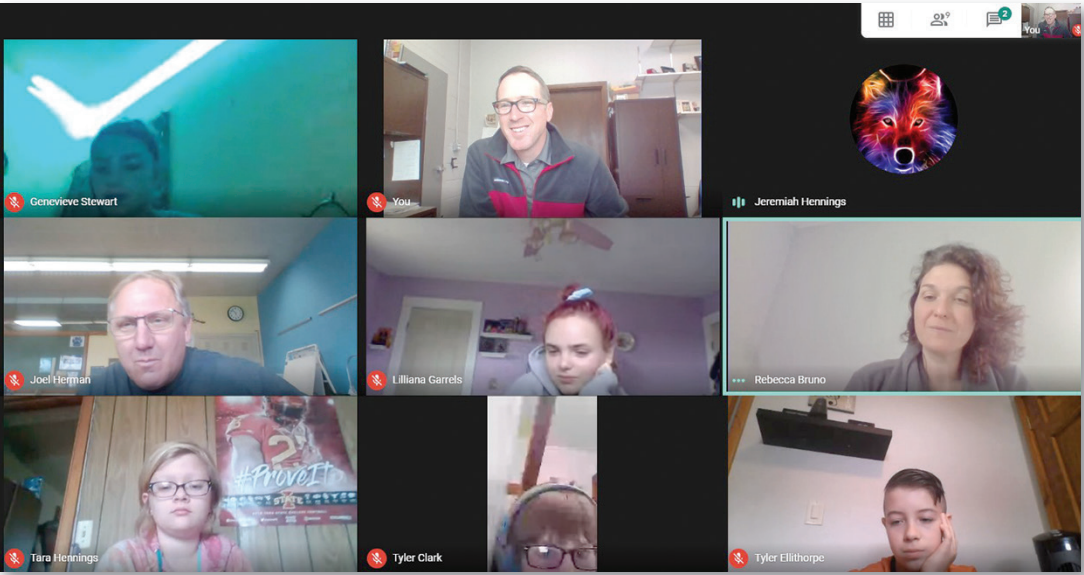 2
You
Genevieve Stewart
You
Jeremiah Hennings
Joel Herman
Lilliana Garrels
Rebecca Bruno
#ProveIt
STATE
Tara Hennings
Tyler Clark
Tyler Ellithorpe